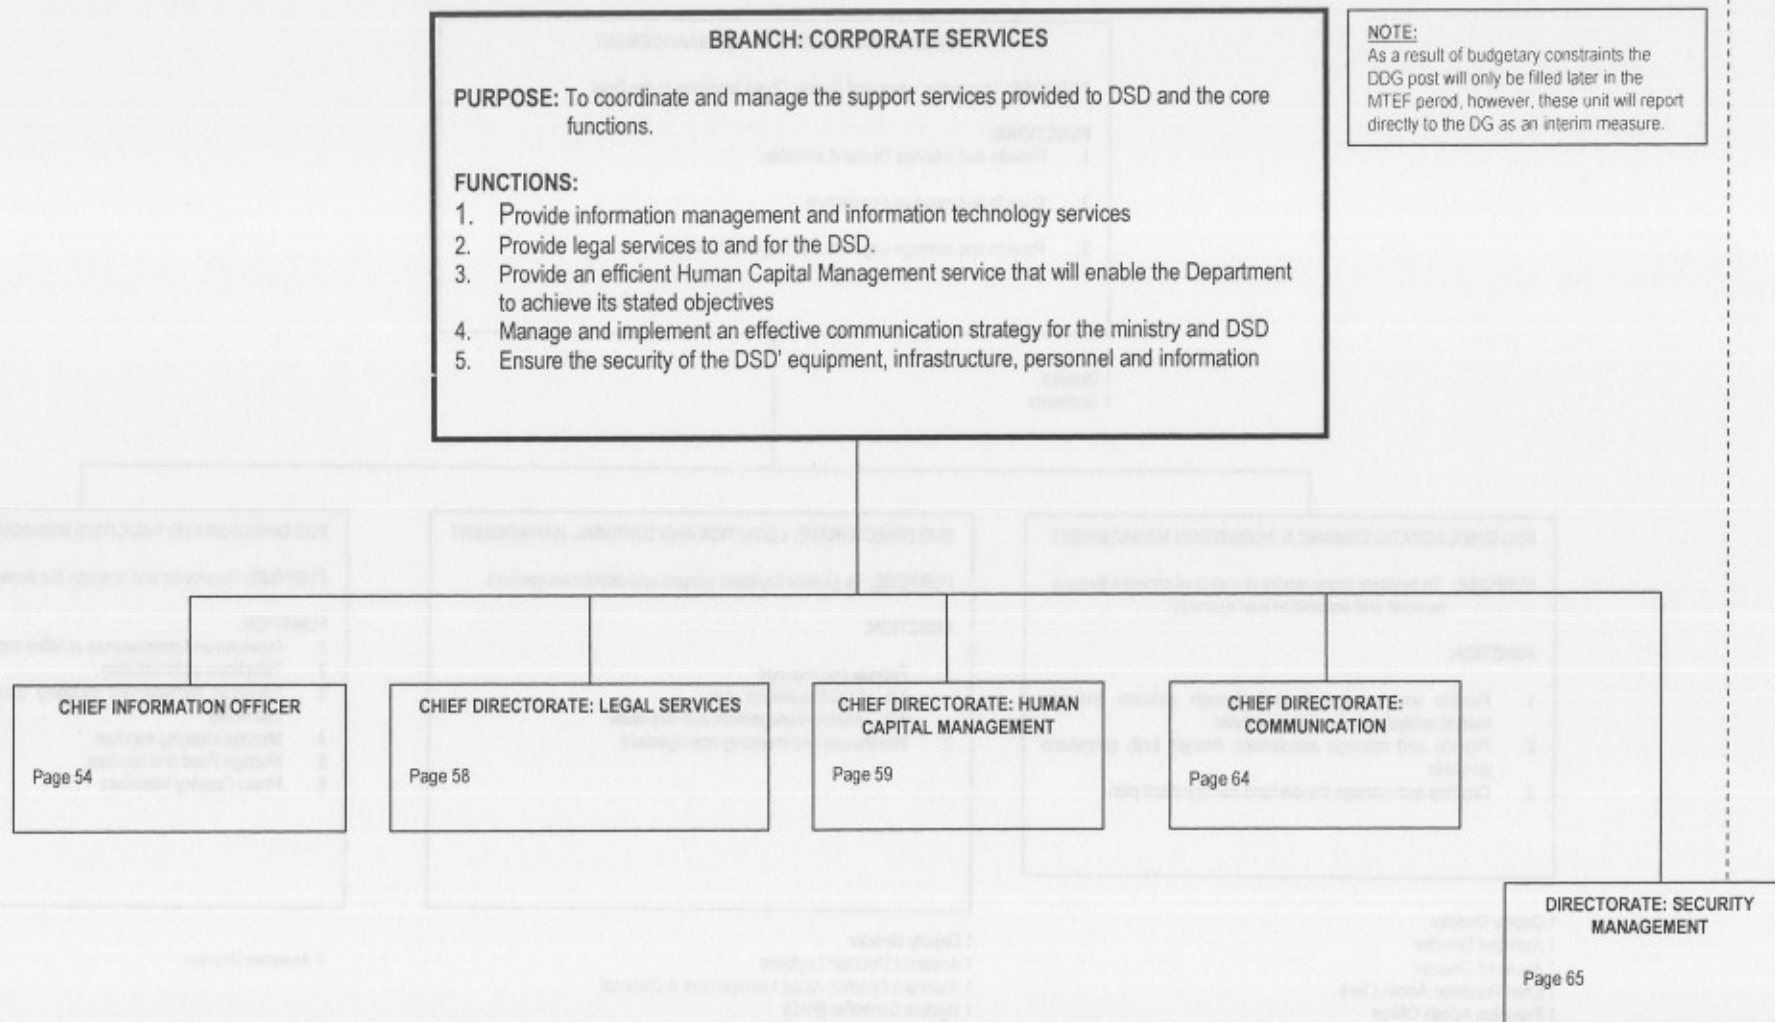 BRANCH: CORPORATE SERVICES
PURPOSE: To coordinate and manage the support services provided to DSD and the core
functions.
FUNCTIONS:
1. Provide information management and information technology services
2. Provide legal services to and for the DSD.
3. Provide an efficient Human Capital Management service that will enable the Department
to achieve its stated objectives
4. Manage and implement an effective communication strategy for the ministry and DSD
5. Ensure the security of the DSD' equipment, infrastructure, personnel and information
NOTE:
As a result of budgetary constraints the
DDG post will only be filled later in the
MTEF perod, however, these unit will report
directly to the DG as an interim measure.
CHIEF INFORMATION OFFICER
Page 54
CHIEF DIRECTORATE: LEGAL SERVICES
Page 58
CHIEF DIRECTORATE: HUMAN
CAPITAL MANAGEMENT
Page 59
CHIEF DIRECTORATE:
COMMUNICATION
Page 64
DIRECTORATE: SECURITY
MANAGEMENT
Page 65